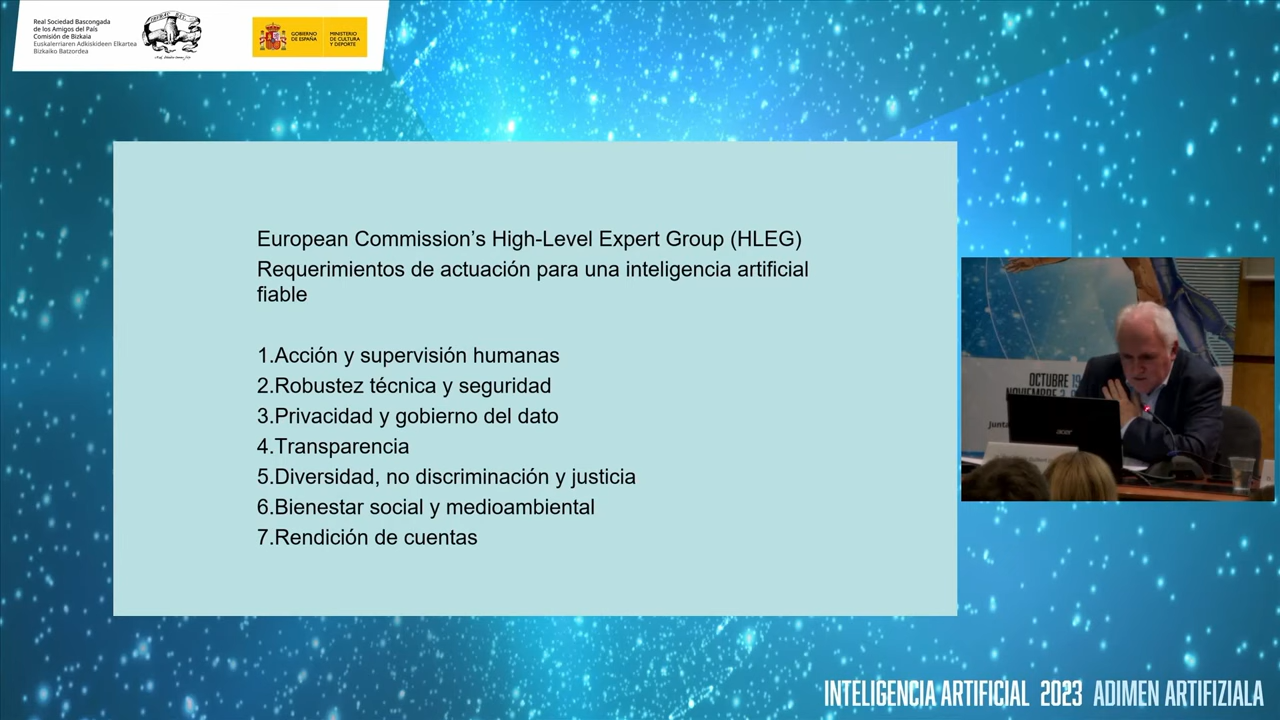 Real Sociedad Bascongada
de los Amigos del País
Comisión de Bizkaia
Euskalerriaren Adkiskideen Elkartea
Bizkaiko Batzordea
GOBIERNO
DE ESPAÑA
MINISTERIO
DE CULTURA
Y DEPORTE
European Commission’s High-Level Expert Group (HLEG)
Requerimientos de actuación para una inteligencia artificial
fiable
1.Acción y supervisión humanas
2.Robustez técnica y seguridad
3.Privacidad y gobierno del dato
4.Transparencia
5.Diversidad, no discriminación y justicia
6.Bienestar social y medioambiental
7.Rendición de cuentas
OCTUBRE
NOVIEMBRE 2
acer
INTELIGENCIA ARTIFICIAL 2023 ADIMEN ARTIFIZIALA